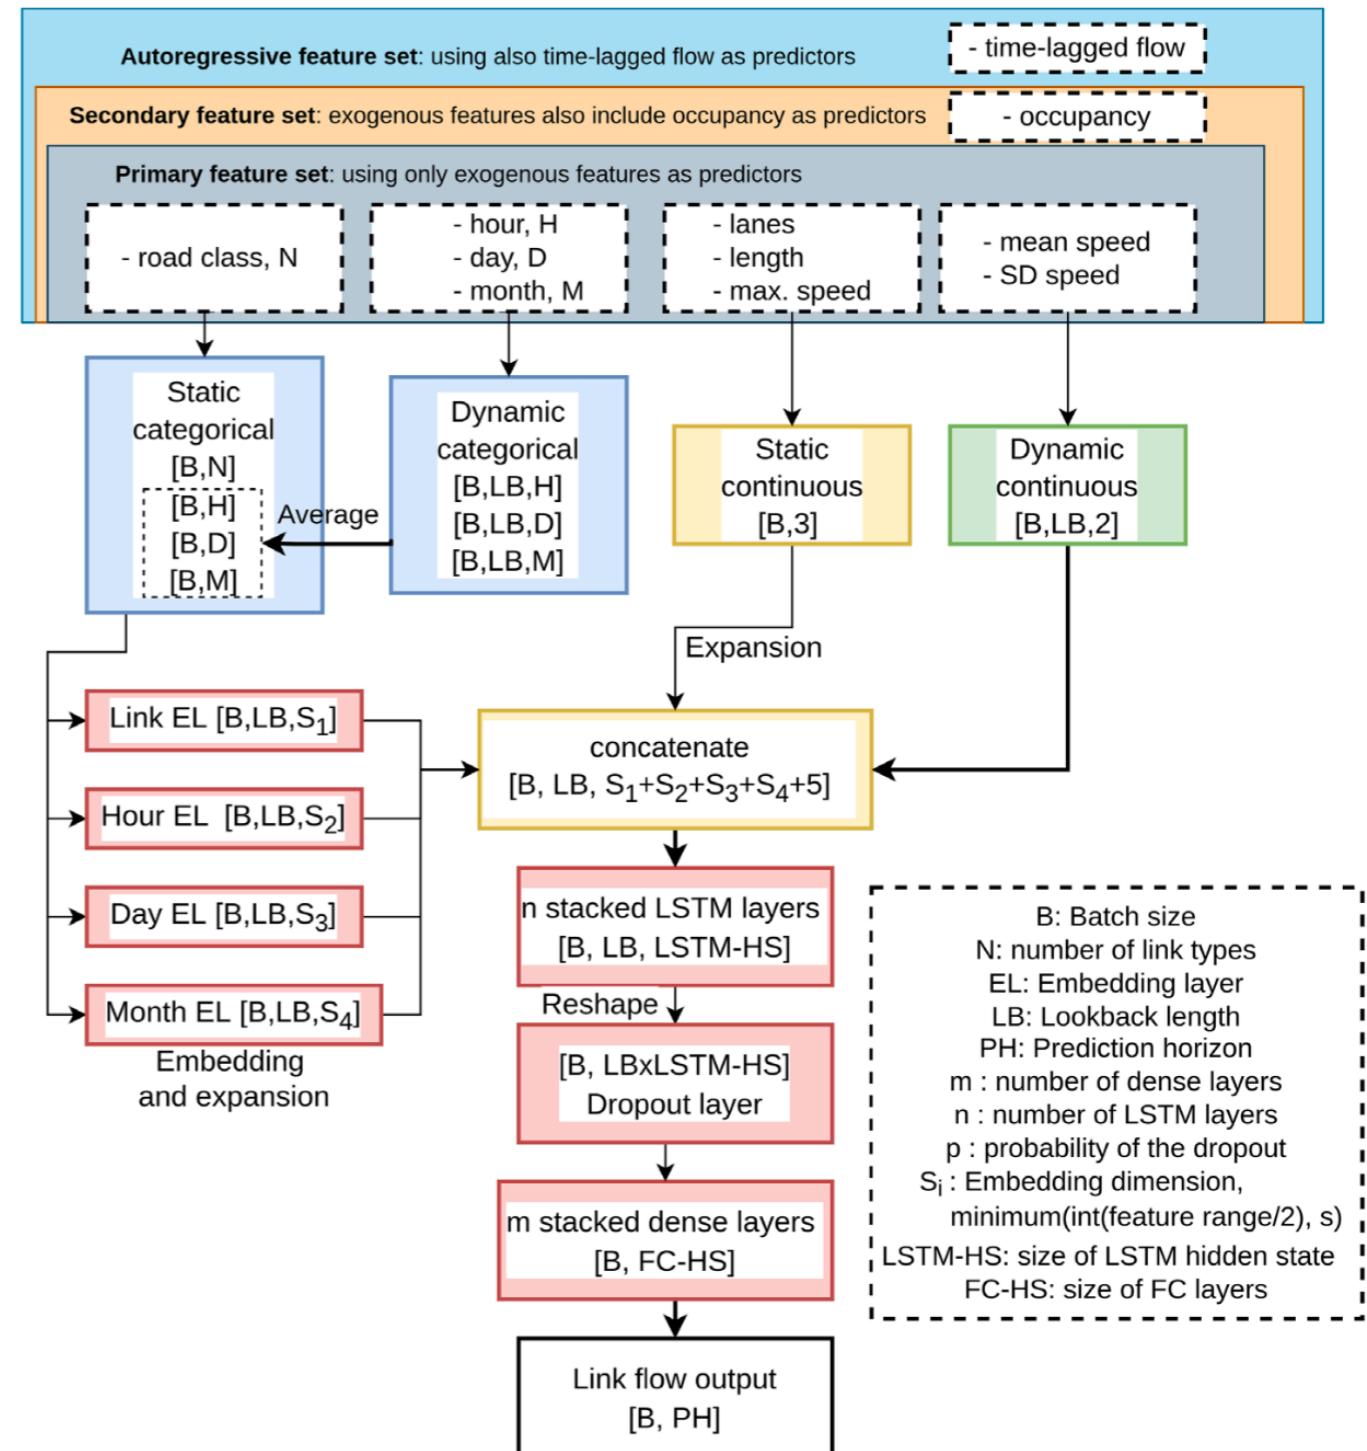 Autoregressive feature set: using also time-lagged flow as predictors
- time-lagged flow
Secondary feature set: exogenous features also include occupancy as predictors
- occupancy
Primary feature set: using only exogenous features as predictors
- road class, N
- hour, H
- day, D
- month, M
- lanes
- length
- max. speed
- mean speed
- SD speed
Static
categorical
[B,N]
[B,H]
[B,D]
[B,M]
Average
Dynamic
categorical
[B,LB,H]
[B,LB,D]
[B,LB,M]
Static
continuous
[B,3]
Dynamic
continuous
[B,LB,2]
Expansion
Link EL [B,LB,S1]
Hour EL [B,LB,S2]
Day EL [B,LB,S3]
Month EL [B,LB,S4]
Embedding
and expansion
concatenate
[B, LB, S1+S2+S3+S4+5]
n stacked LSTM layers
[B, LB, LSTM-HS]
Reshape
[B, LBxLSTM-HS]
Dropout layer
m stacked dense layers
[B, FC-HS]
Link flow output
[B, PH]
B: Batch size
N: number of link types
EL: Embedding layer
LB: Lookback length
PH: Prediction horizon
m : number of dense layers
n : number of LSTM layers
p : probability of the dropout
Si : Embedding dimension,
minimum(int(feature range/2), s)
LSTM-HS: size of LSTM hidden state
FC-HS: size of FC layers